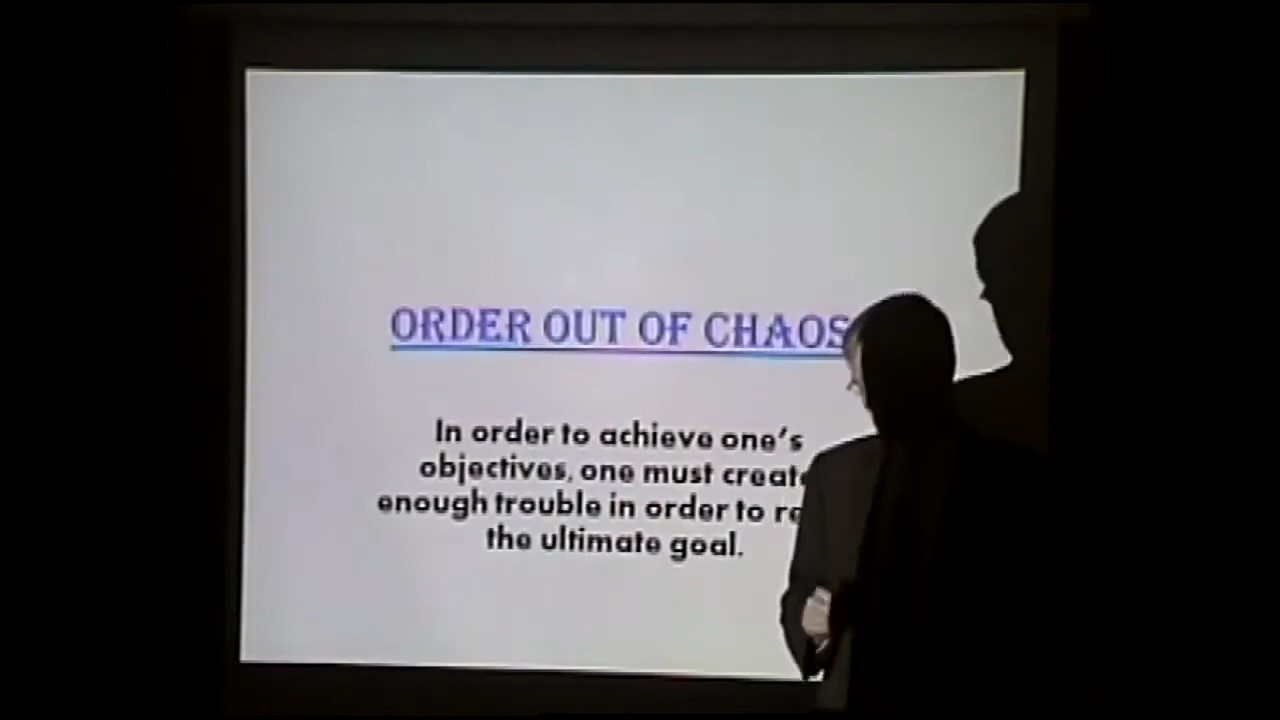 ORDER OUT OF CHAOS
In order to achieve one's
objectives, one must create
enough trouble in order to
the ultimate goal.